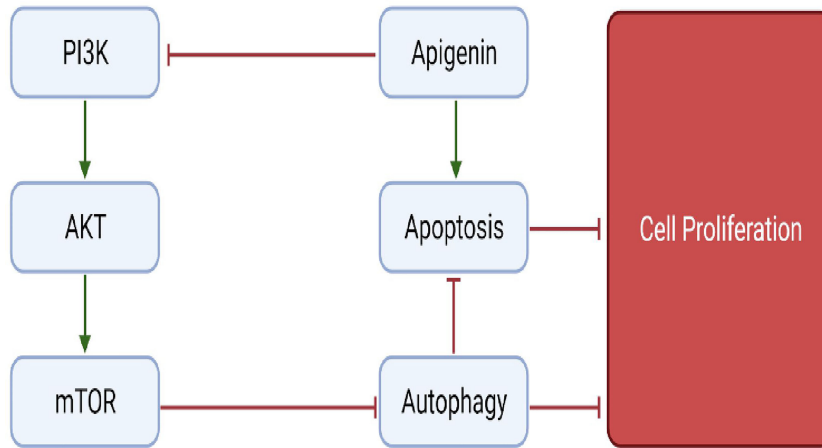 PI3K
Apigenin
AKT
Apoptosis
Cell Proliferation
mTOR
Autophagy